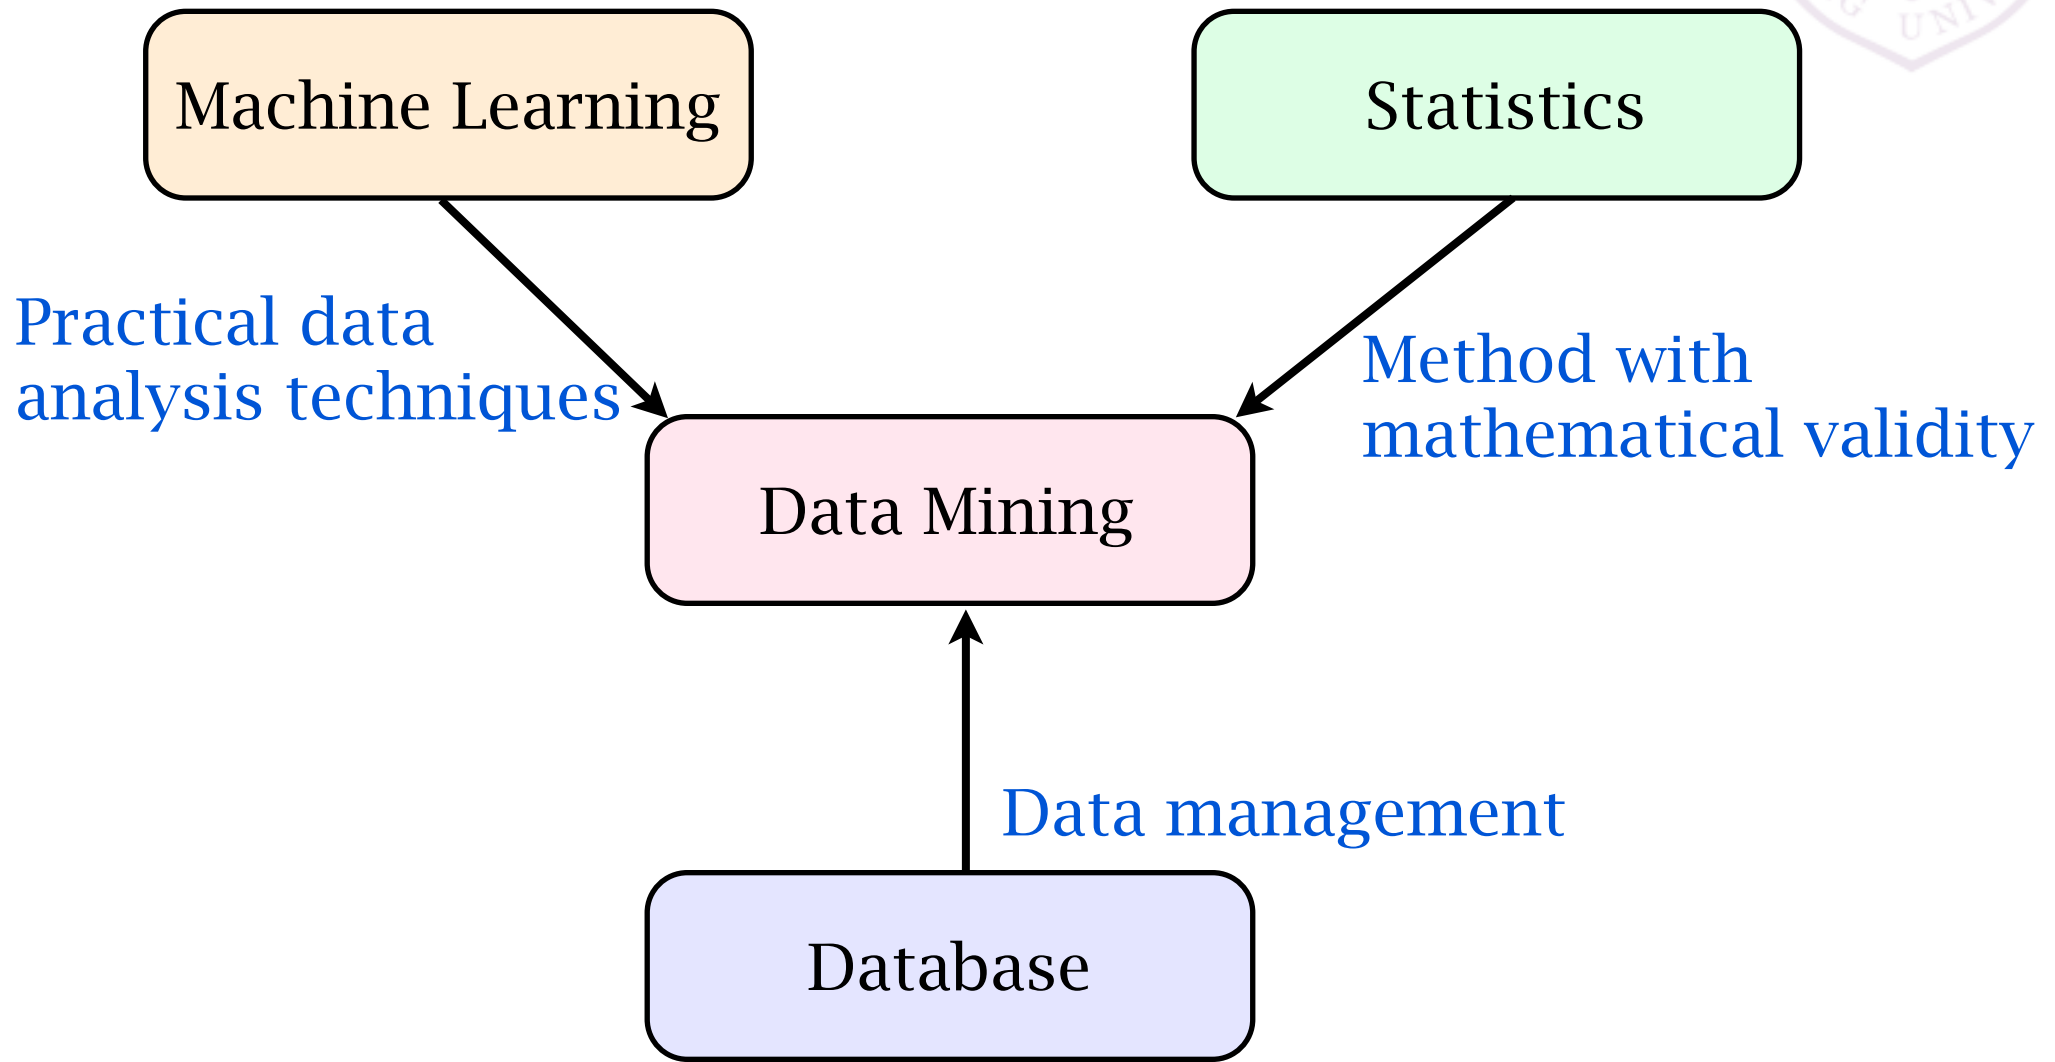 Machine Learning
Statistics
Practical data
analysis techniques
Method with
mathematical validity
Data Mining
Data management
Database